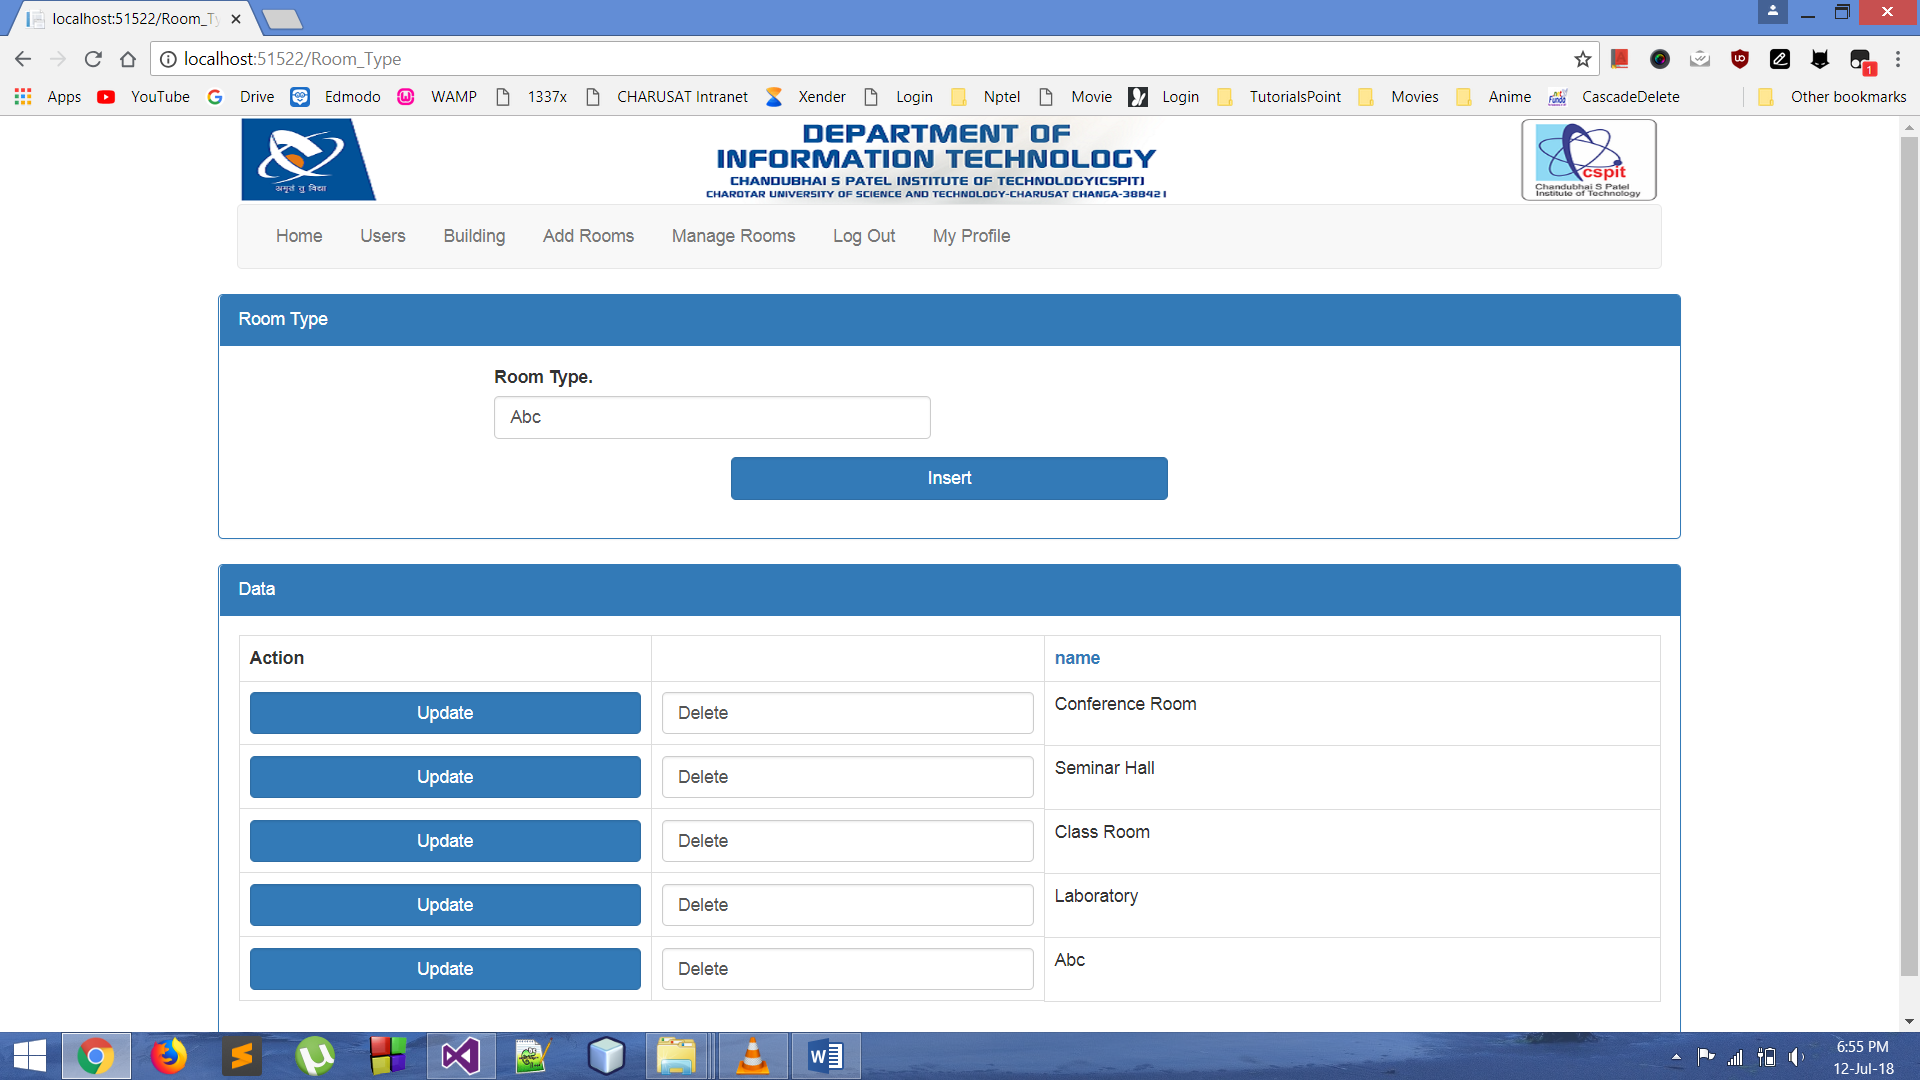 localhost:51522/Room_Ty
localhost:51522/Room_Type
Apps YouTube Drive Edmodo WAMP 1337x CHARUSAT Intranet Xender Login Nptel Movie Login TutorialsPoint Movies Anime CascadeDelete Other bookmarks
1
अमृतं तु विद्या
DEPARTMENT OF
INFORMATION TECHNOLOGY
CHANDUBHAI S PATEL INSTITUTE OF TECHNOLOGY(CSPIT)
CHAROTAR UNIVERSITY OF SCIENCE AND TECHNOLOGY-CHARUSAT CHANGA-388421
cspit
Chandubhai S Patel
Institute of Technology
Home Users Building Add Rooms Manage Rooms Log Out My Profile
Room Type
Room Type.
Abc
Insert
Data
Action name
Update Delete Conference Room
Update Delete Seminar Hall
Update Delete Class Room
Update Delete Laboratory
Update Delete Abc
6:55 PM
12-Jul-18